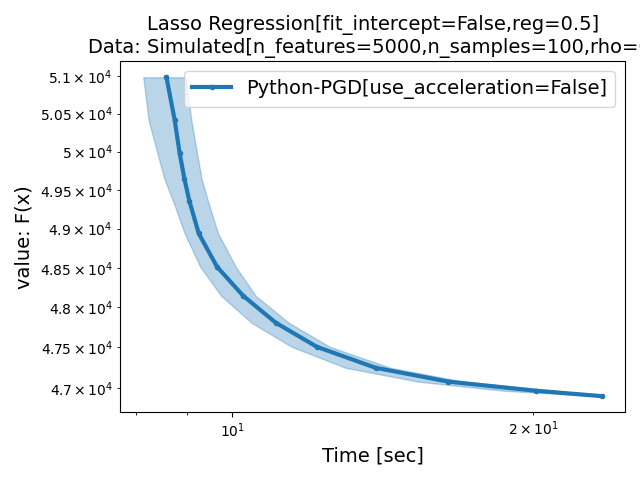 Lasso Regression[fit_intercept=False,reg=0.5]
Data: Simulated[n_features=5000,n_samples=100,rho=
Python-PGD[use_acceleration=False]
value: F(x)
5.1 × 10⁴
5.05 × 10⁴
5 × 10⁴
4.95 × 10⁴
4.9 × 10⁴
4.85 × 10⁴
4.8 × 10⁴
4.75 × 10⁴
4.7 × 10⁴
10¹
2 × 10¹
Time [sec]